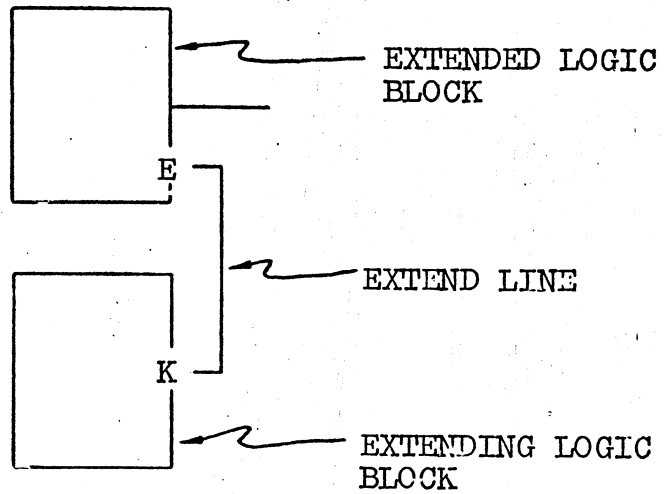 EXTENDED LOGIC
BLOCK
E
EXTEND LINE
K
EXTENDING LOGIC
BLOCK